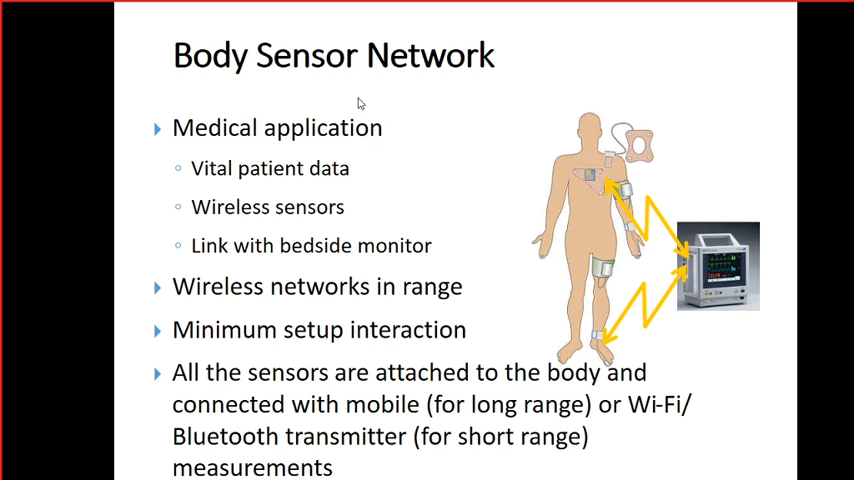 Body Sensor Network
Medical application
Vital patient data
Wireless sensors
Link with bedside monitor
Wireless networks in range
Minimum setup interaction
All the sensors are attached to the body and
connected with mobile (for long range) or Wi-Fi/
Bluetooth transmitter (for short range)
measurements